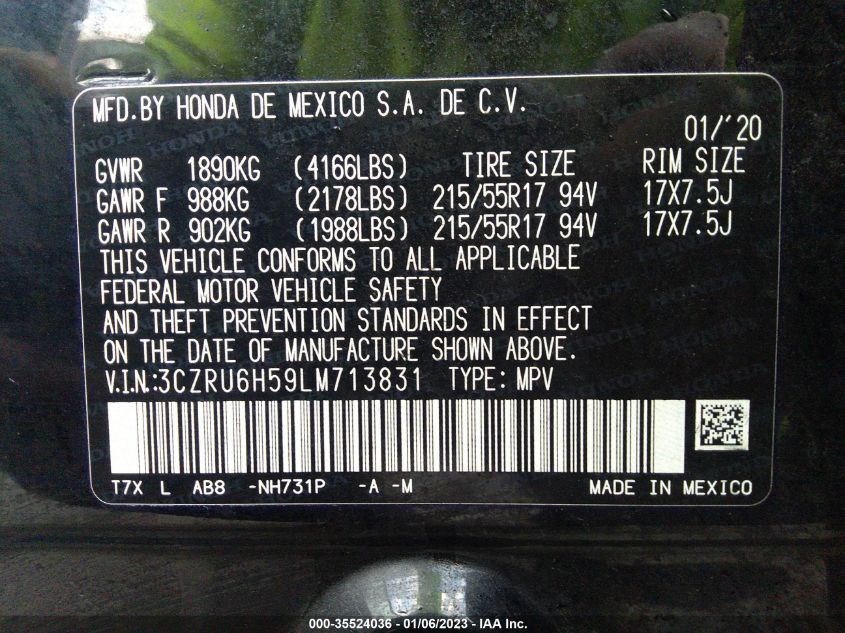 MFD.BY HONDA DE MEXICO S.A. DE C.V.
01/'20
GVWR 1890KG (4166LBS) TIRE SIZE RIM SIZE
GAWR F 988KG (2178LBS) 215/55R17 94V 17X7.5J
GAWR R 902KG (1988LBS) 215/55R17 94V 17X7.5J
THIS VEHICLE CONFORMS TO ALL APPLICABLE
FEDERAL MOTOR VEHICLE SAFETY
AND THEFT PREVENTION STANDARDS IN EFFECT
ON THE DATE OF MANUFACTURE SHOWN ABOVE.
V.I.N.:3CZRU6H59LM713831 TYPE: MPV
T7X L AB8 -NH731P -A -M MADE IN MEXICO
000-35524036 - 01/06/2023 - IAA Inc.